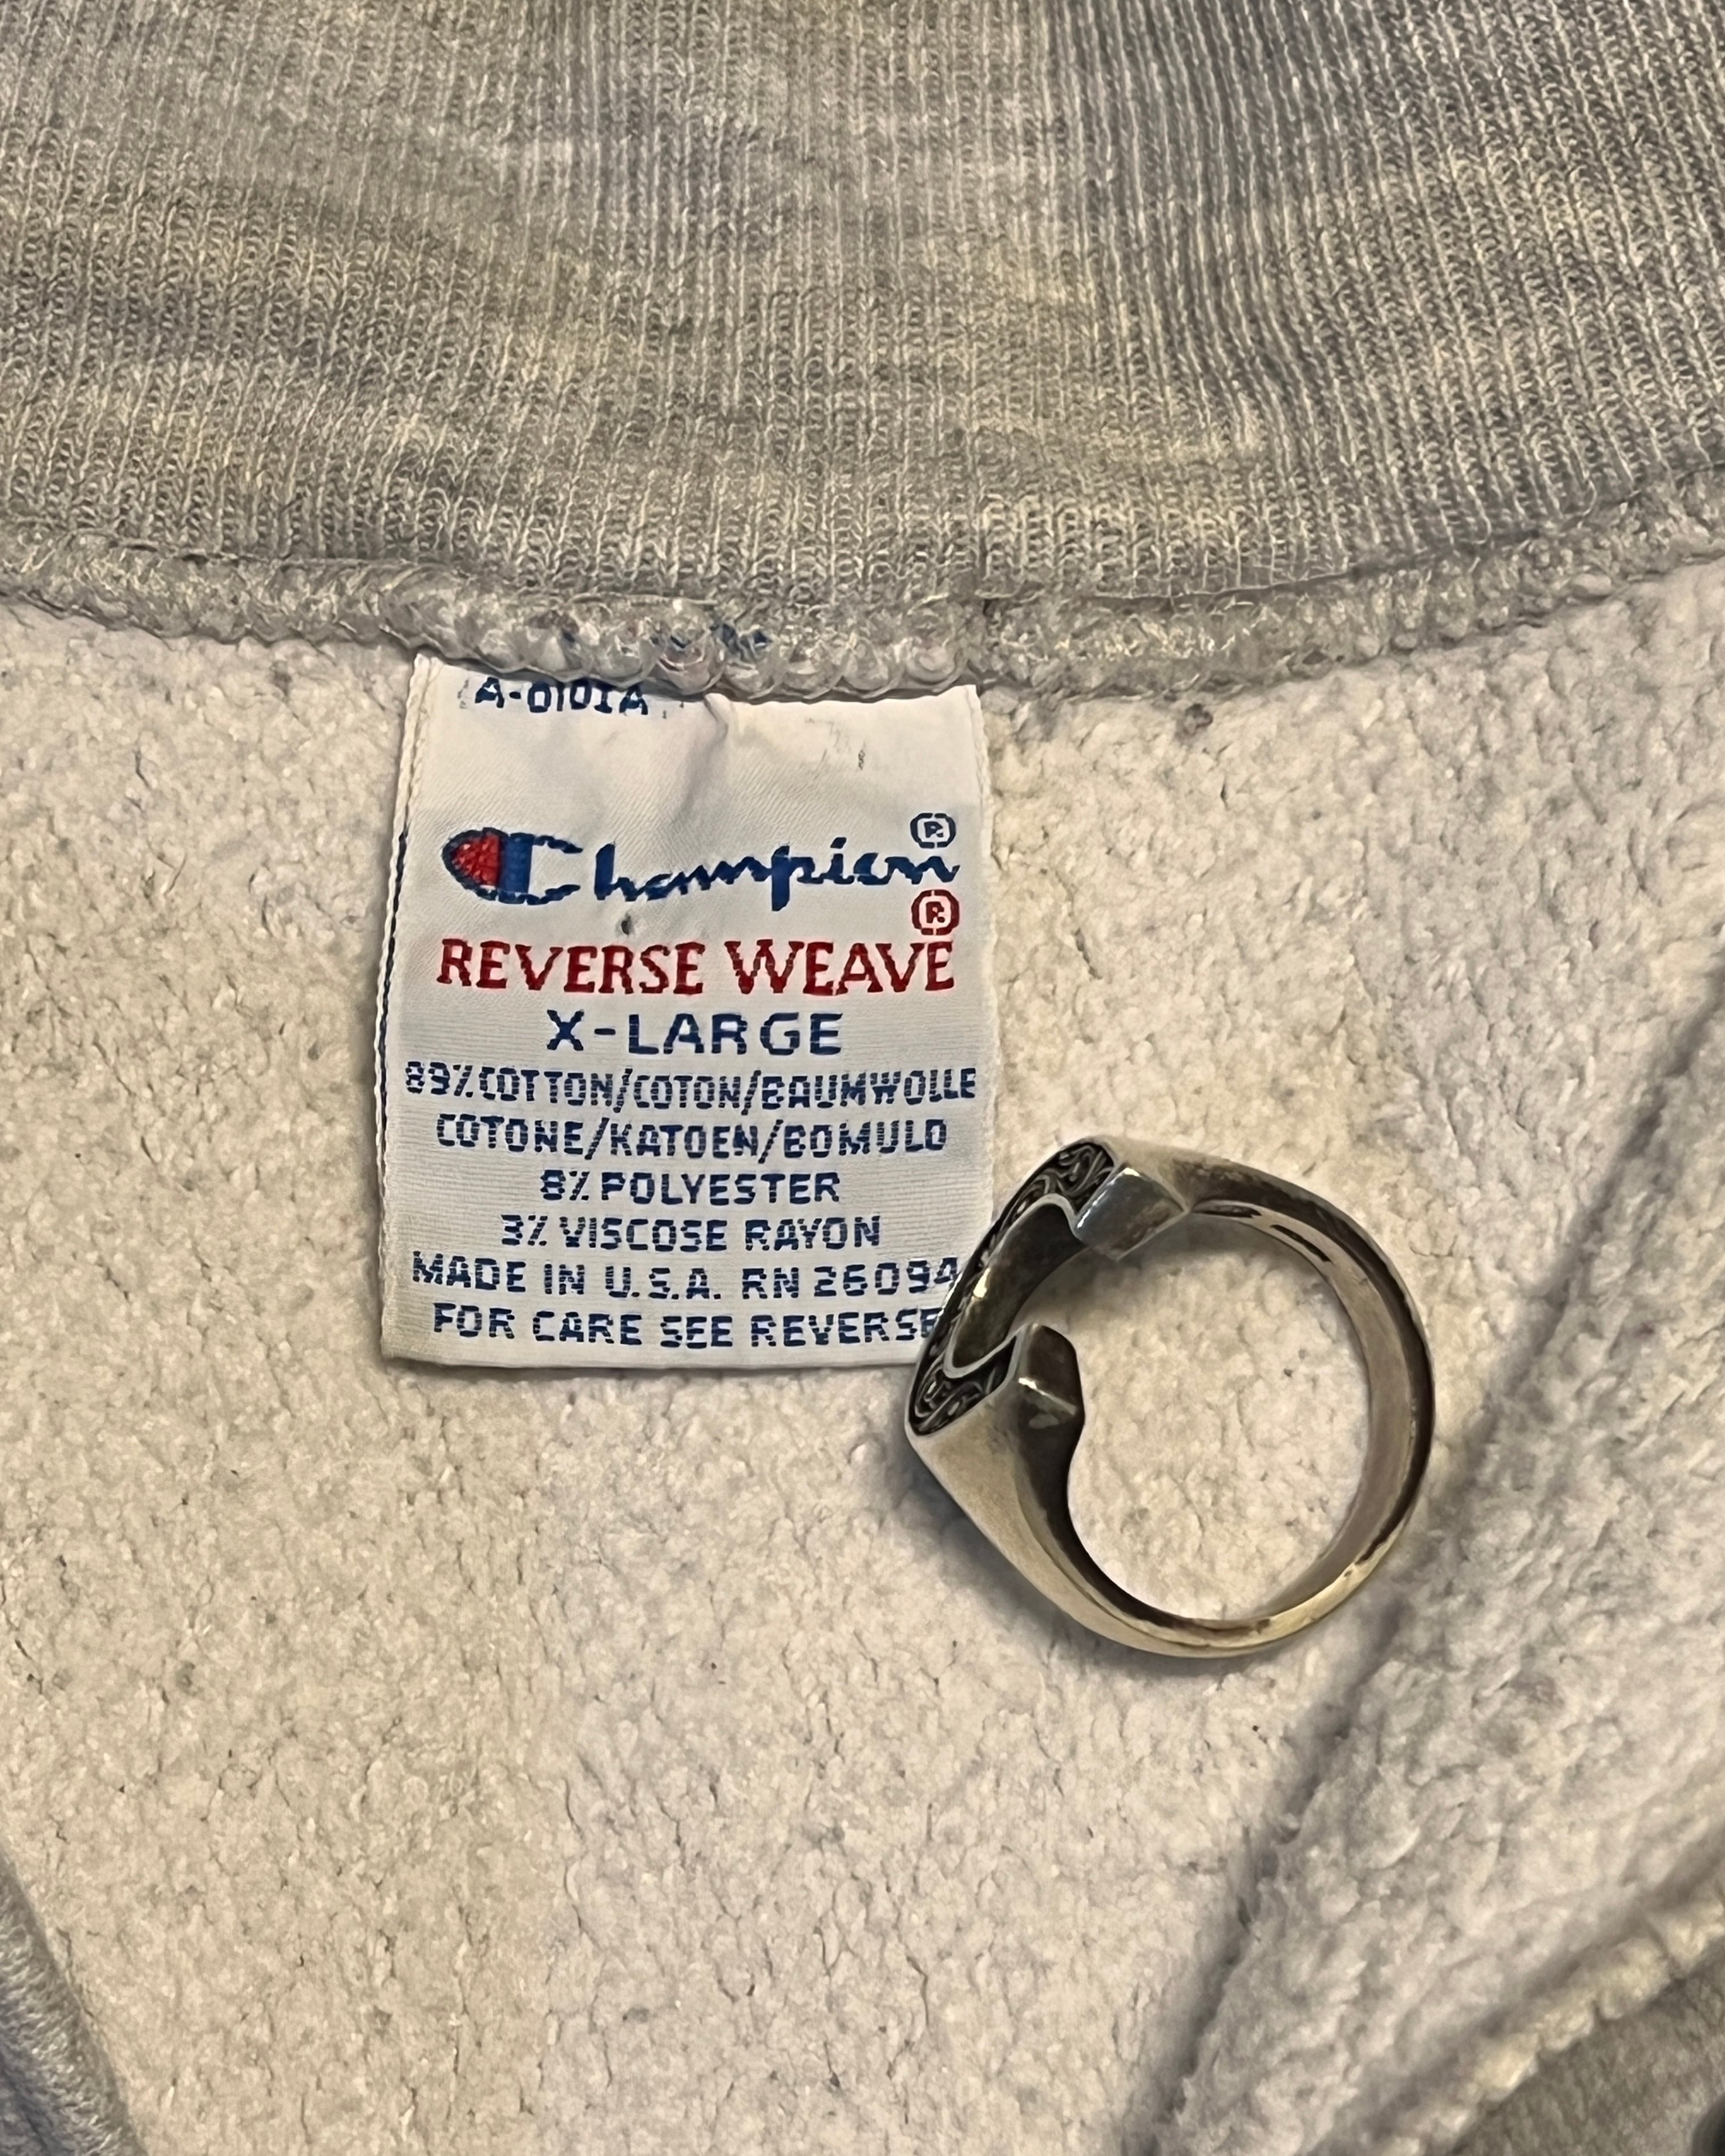 A-0101A
Champion®
®
REVERSE WEAVE
X-LARGE
89% COTTON/COTON/BAUMWOLLE
COTONE/KATOEN/BOMULD
8% POLYESTER
3% VISCOSE RAYON
MADE IN U.S.A. RN 26094
FOR CARE SEE REVERSE